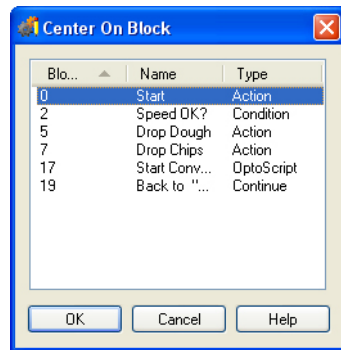 Center On Block
Blo... Name Type
0 Start Action
2 Speed OK? Condition
5 Drop Dough Action
7 Drop Chips Action
17 Start Conv... OptoScript
19 Back to "... Continue
OK Cancel Help